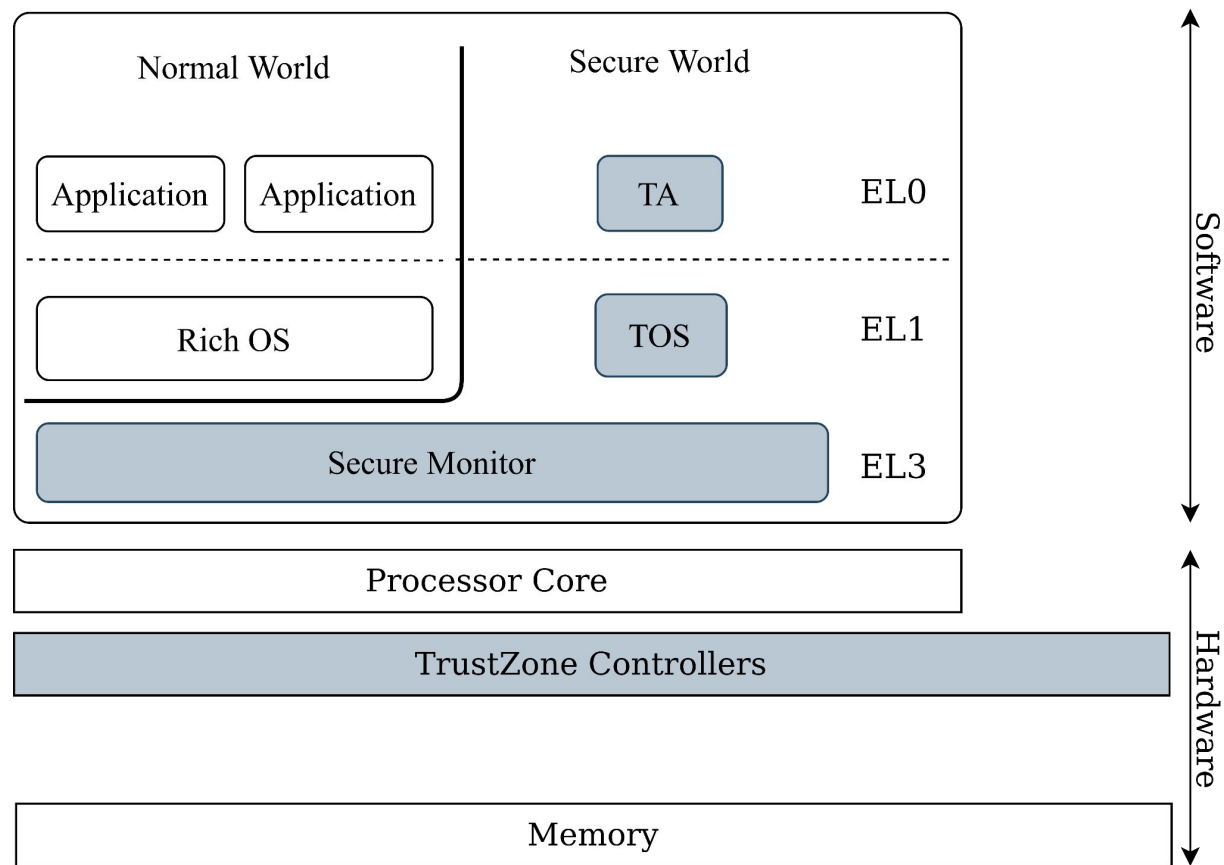 Normal World
Secure World
Application
Application
TA
EL0
Rich OS
TOS
EL1
Secure Monitor
EL3
Software
Processor Core
TrustZone Controllers
Memory
Hardware